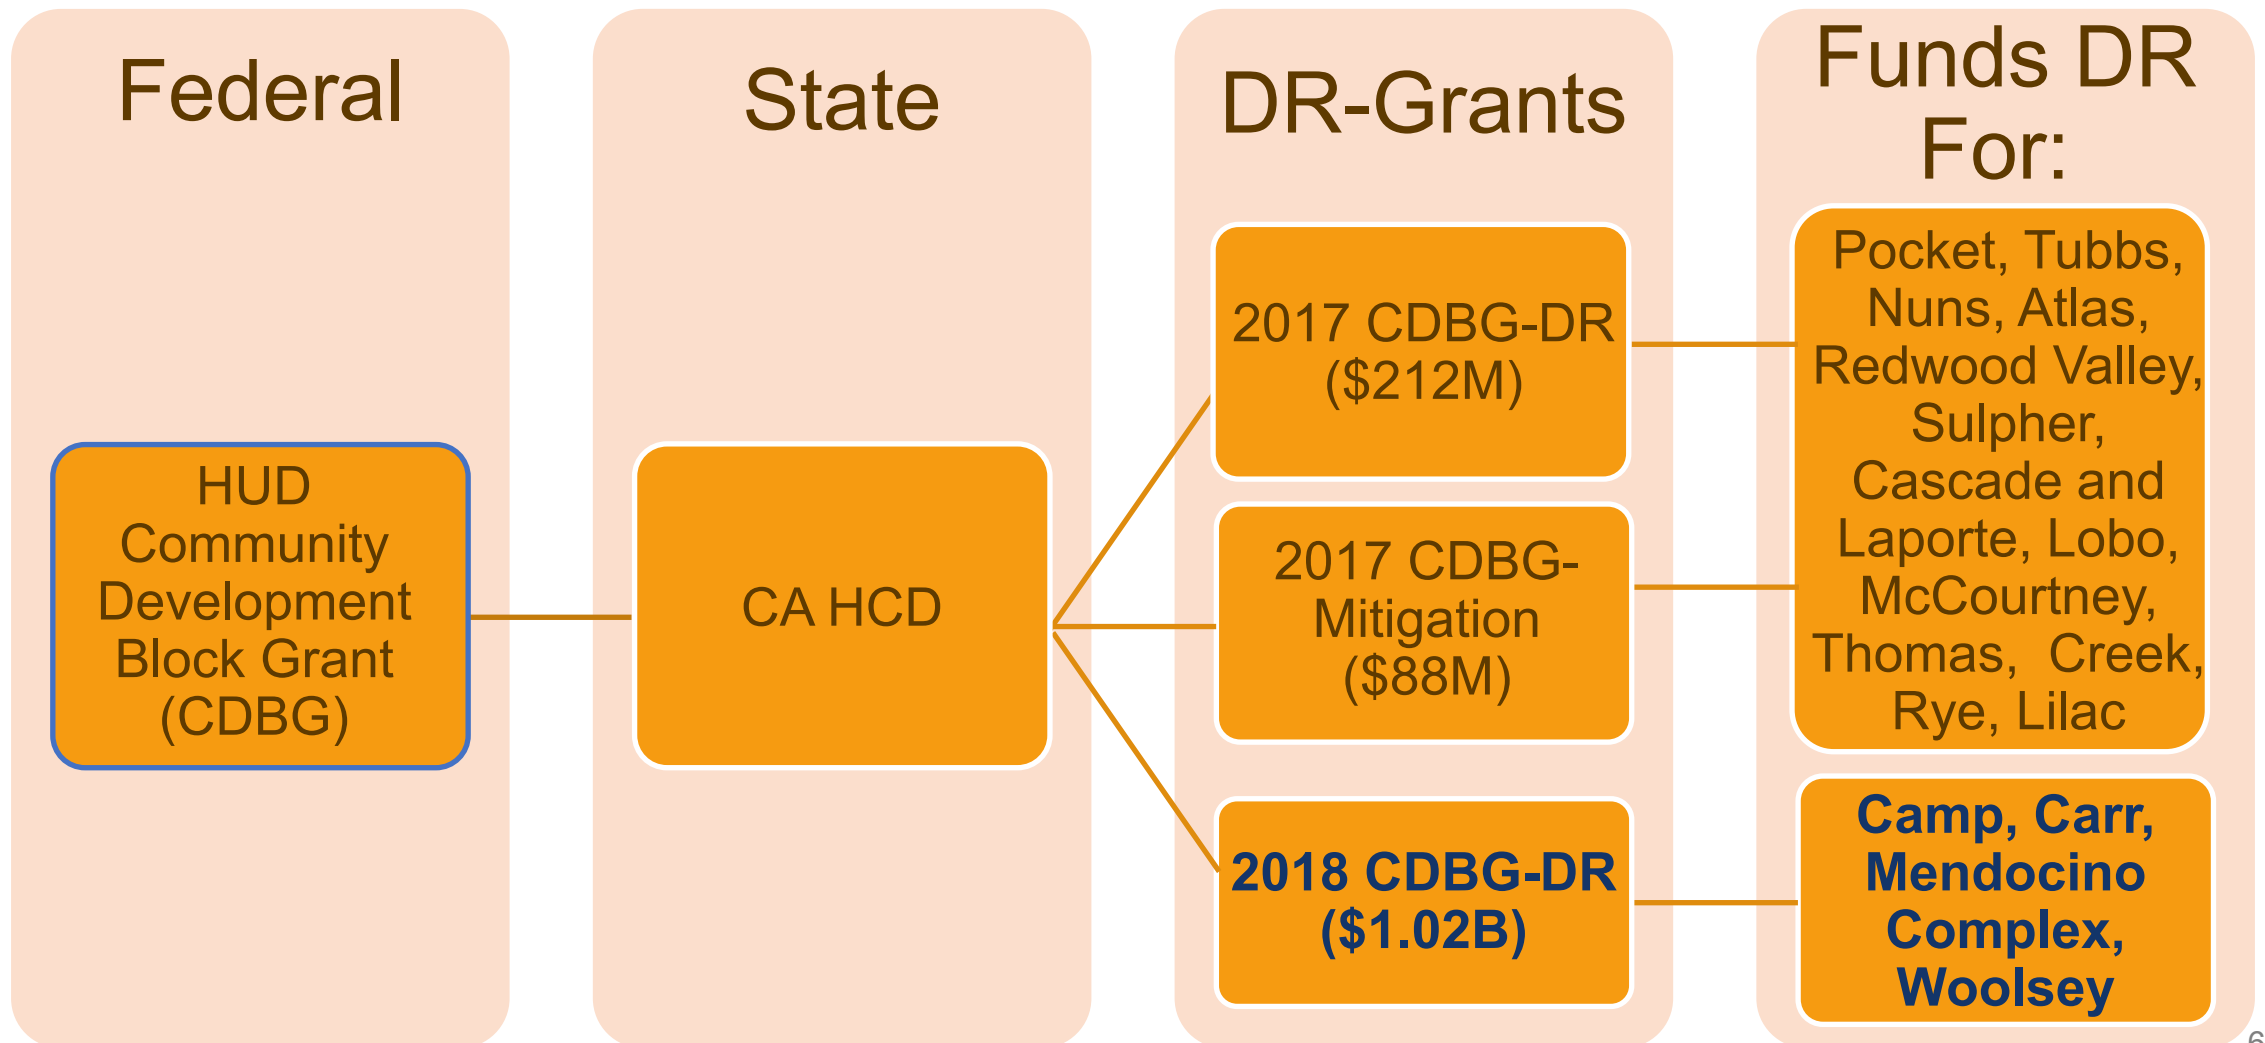 Federal
HUD
Community
Development
Block Grant
(CDBG)
State
CA HCD
DR-Grants
2017 CDBG-DR
($212M)
2017 CDBG-
Mitigation
($88M)
2018 CDBG-DR
($1.02B)
Funds DR
For:
Pocket, Tubbs,
Nuns, Atlas,
Redwood Valley,
Sulpher,
Cascade and
Laporte, Lobo,
McCourtney,
Thomas,  Creek,
Rye, Lilac
Camp, Carr,
Mendocino
Complex,
Woolsey
6